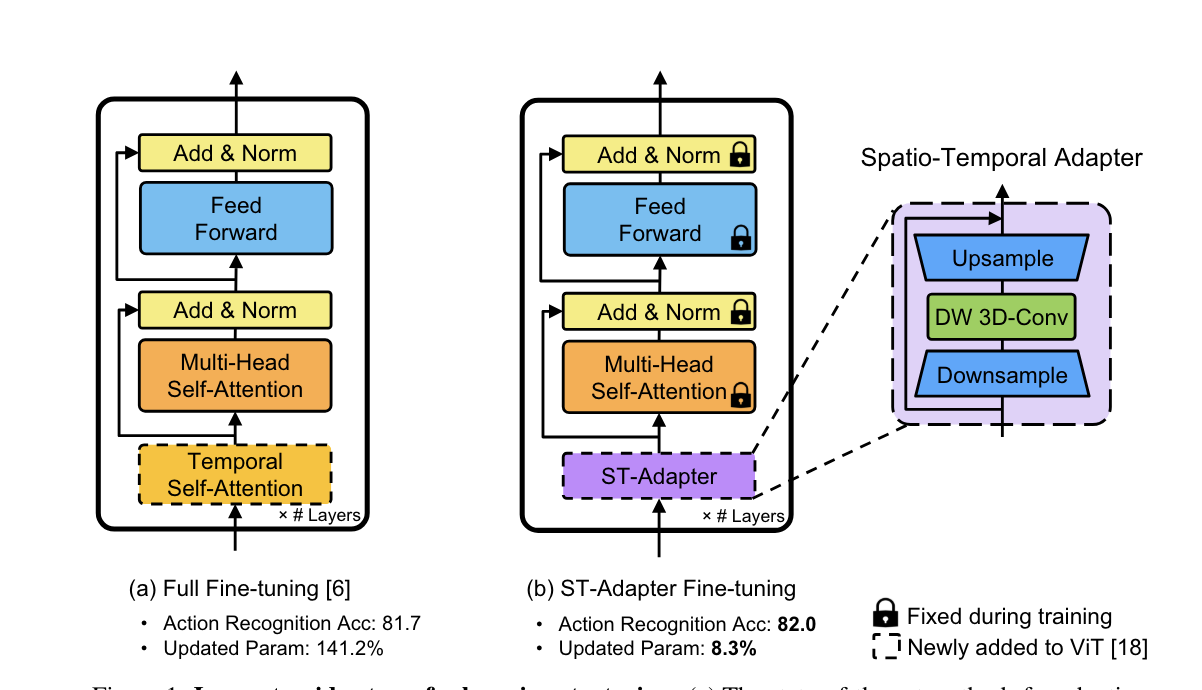 Add & Norm
Feed
Forward
Add & Norm
Multi-Head
Self-Attention
Temporal
Self-Attention
× # Layers
(a) Full Fine-tuning [6]
• Action Recognition Acc: 81.7
• Updated Param: 141.2%
Add & Norm
Feed
Forward
Add & Norm
Multi-Head
Self-Attention
ST-Adapter
× # Layers
(b) ST-Adapter Fine-tuning
• Action Recognition Acc: 82.0
• Updated Param: 8.3%
Spatio-Temporal Adapter
Upsample
DW 3D-Conv
Downsample
Fixed during training
Newly added to ViT [18]